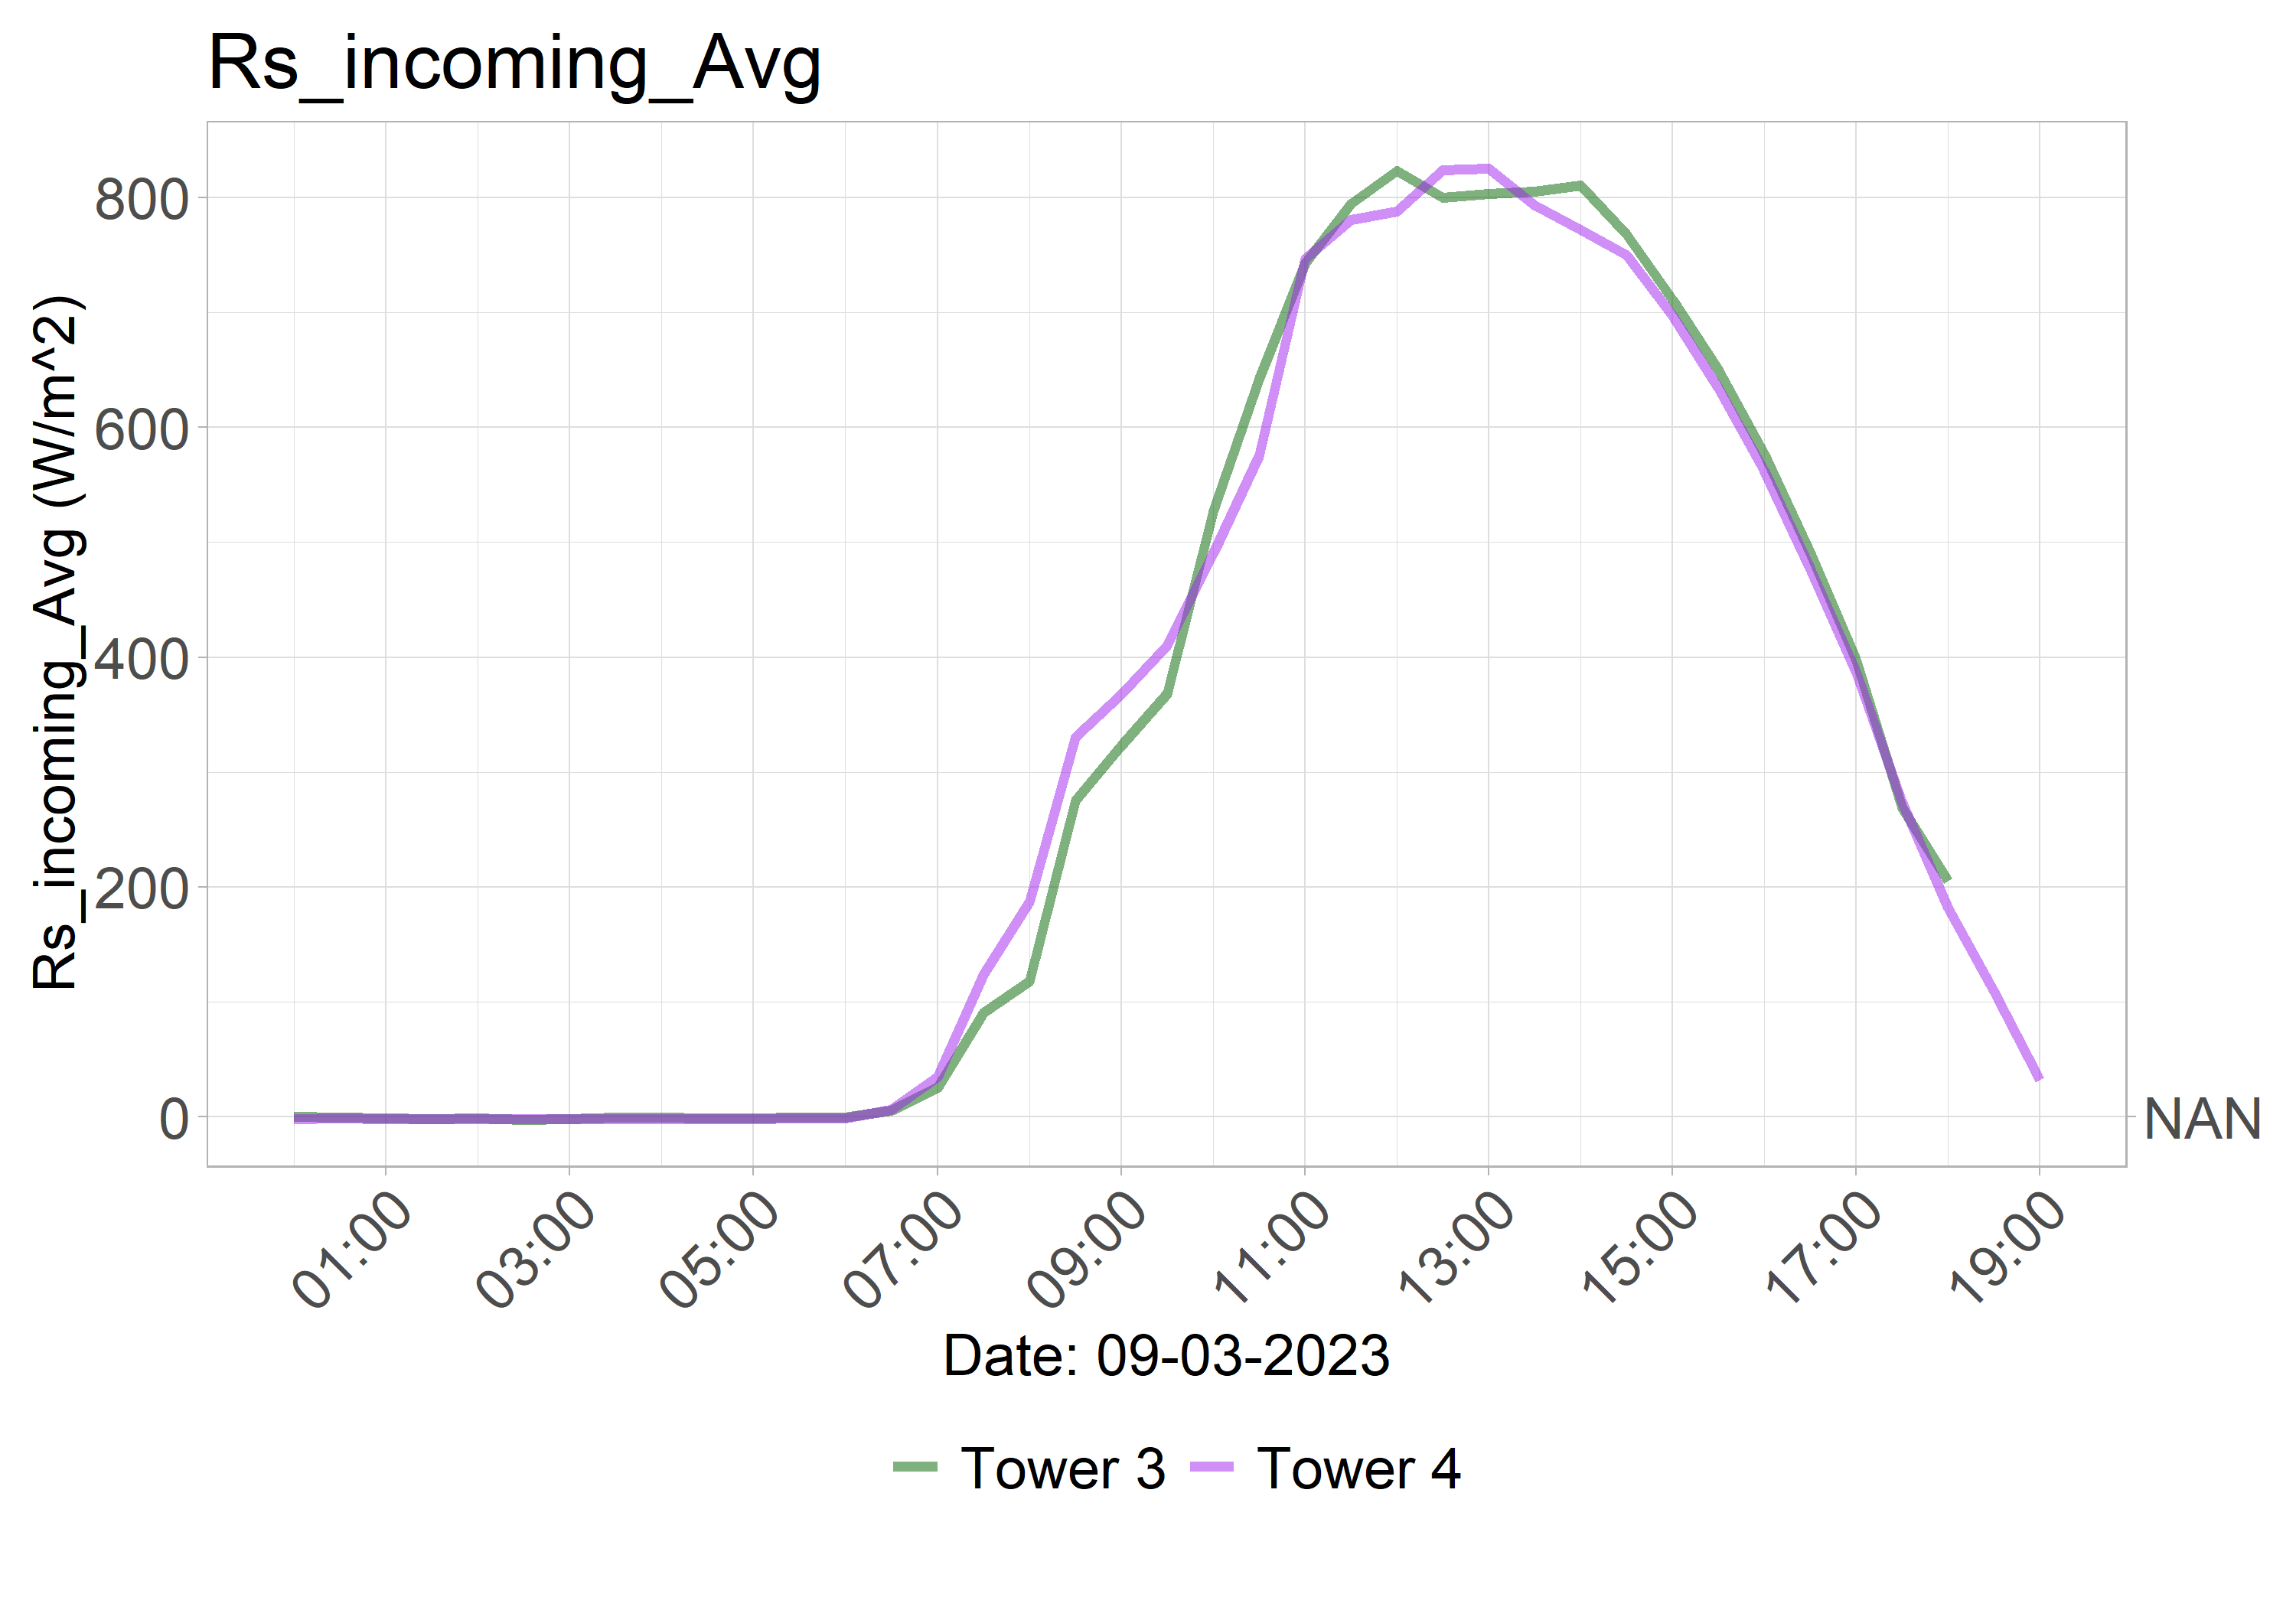 Rs_incoming_Avg
Rs_incoming_Avg (W/m^2)
800
600
400
200
0
NAN
01:00 03:00 05:00 07:00 09:00 11:00 13:00 15:00 17:00 19:00
Date: 09-03-2023
Tower 3 Tower 4